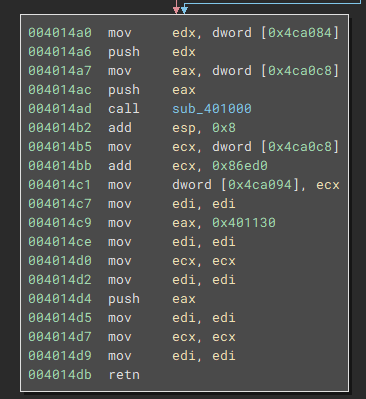 004014a0 mov edx, dword [0x4ca084]
004014a6 push edx
004014a7 mov eax, dword [0x4ca0c8]
004014ac push eax
004014ad call sub_401000
004014b2 add esp, 0x8
004014b5 mov ecx, dword [0x4ca0c8]
004014bb add ecx, 0x86ed0
004014c1 mov dword [0x4ca094], ecx
004014c7 mov edi, edi
004014c9 mov eax, 0x401130
004014ce mov edi, edi
004014d0 mov ecx, ecx
004014d2 mov edi, edi
004014d4 push eax
004014d5 mov edi, edi
004014d7 mov ecx, ecx
004014d9 mov edi, edi
004014db retn